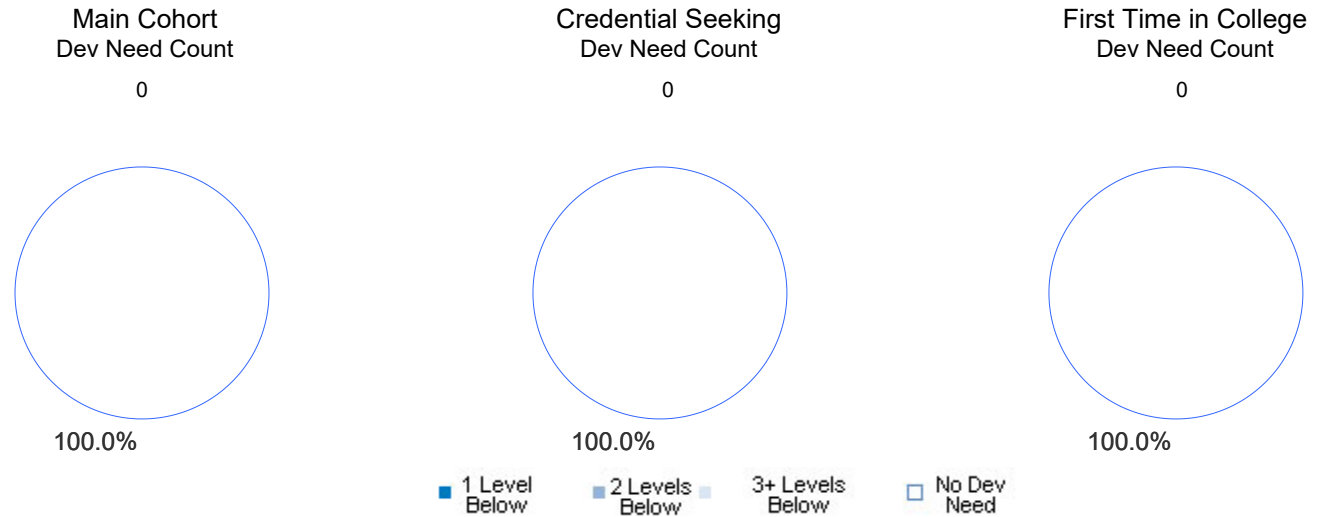 Main Cohort
Dev Need Count
0
100.0%
Credential Seeking
Dev Need Count
0
100.0%
First Time in College
Dev Need Count
0
100.0%
1 Level
Below
2 Levels
Below
3+ Levels
Below
No Dev
Need